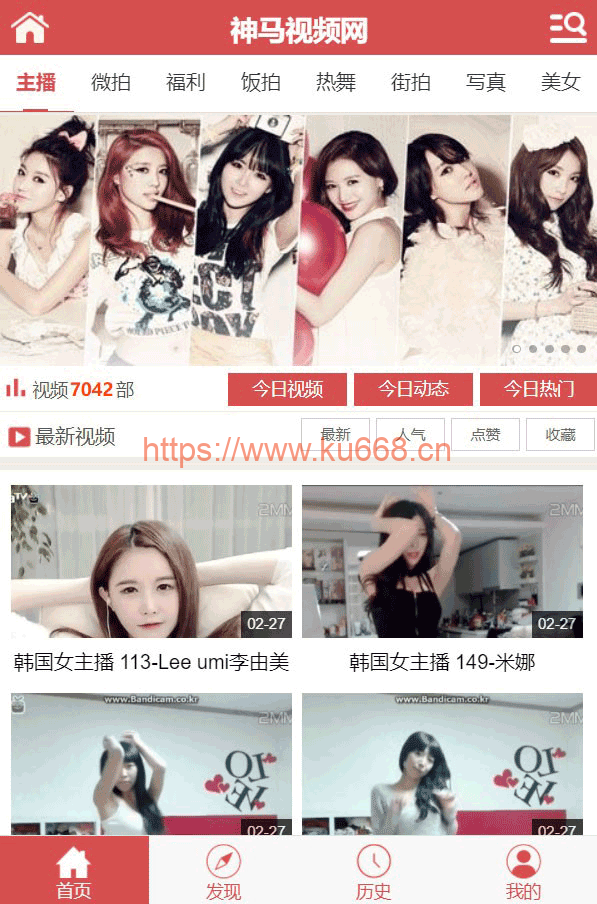 神马视频网
主播 微拍 福利 饭拍 热舞 街拍 写真 美女
视频7042部 今日视频 今日动态 今日热门
最新视频 最新 人气 点赞 收藏
https://www.ku668.cn
2MM
2MM
02-27
02-27
韩国女主播 113-Lee umi李由美
韩国女主播 149-米娜
www.Bandicam.co.kr
2MM
www.Bandicam.co.kr
2MM
02-27
02-27
首页 发现 历史 我的